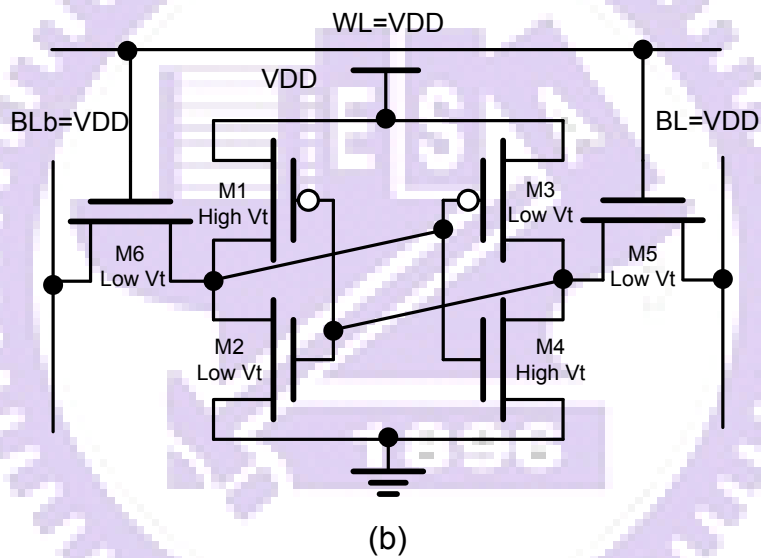 WL=VDD
VDD
BLb=VDD
BL=VDD
M1
High Vt
M3
Low Vt
M6
Low Vt
M5
Low Vt
M2
Low Vt
M4
High Vt
(b)